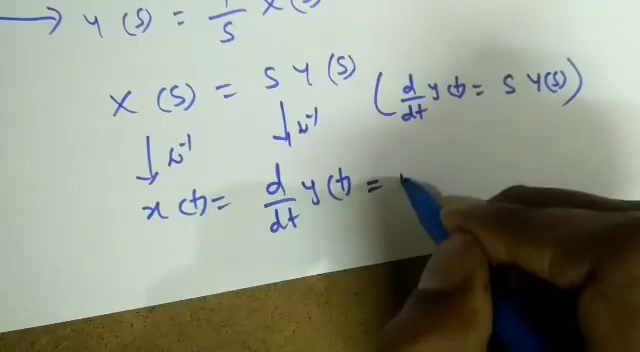 → Y(S) = 1/S X(S)
X(S) = S Y(S) (d/dt y(t) = S Y(S))
↓ L⁻¹ ↓ L⁻¹
x(t) = d/dt y(t) =